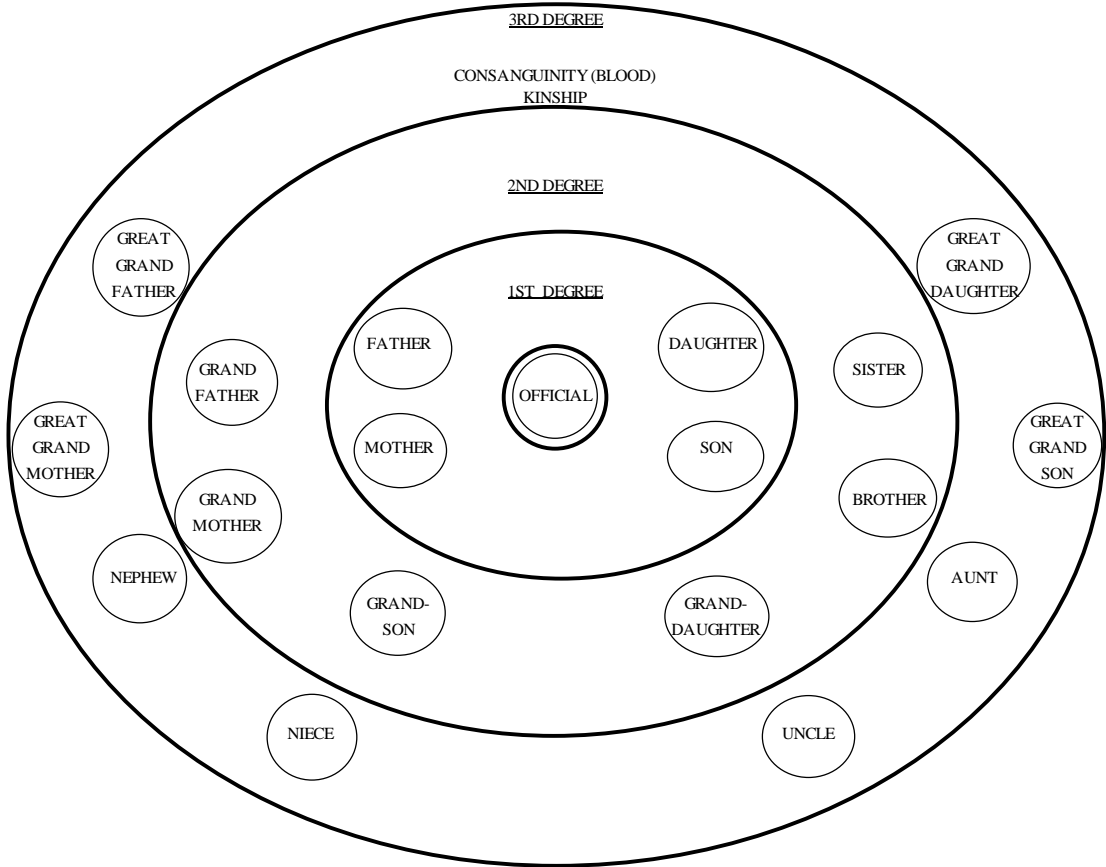 3RD DEGREE
CONSANGUINITY (BLOOD)
KINSHIP
2ND DEGREE
1ST DEGREE
GREAT
GRAND
FATHER
GREAT
GRAND
DAUGHTER
FATHER
DAUGHTER
GRAND
FATHER
OFFICIAL
SISTER
GREAT
GRAND
MOTHER
MOTHER
SON
GREAT
GRAND
SON
GRAND
MOTHER
BROTHER
NEPHEW
AUNT
GRAND-
SON
GRAND-
DAUGHTER
NIECE
UNCLE